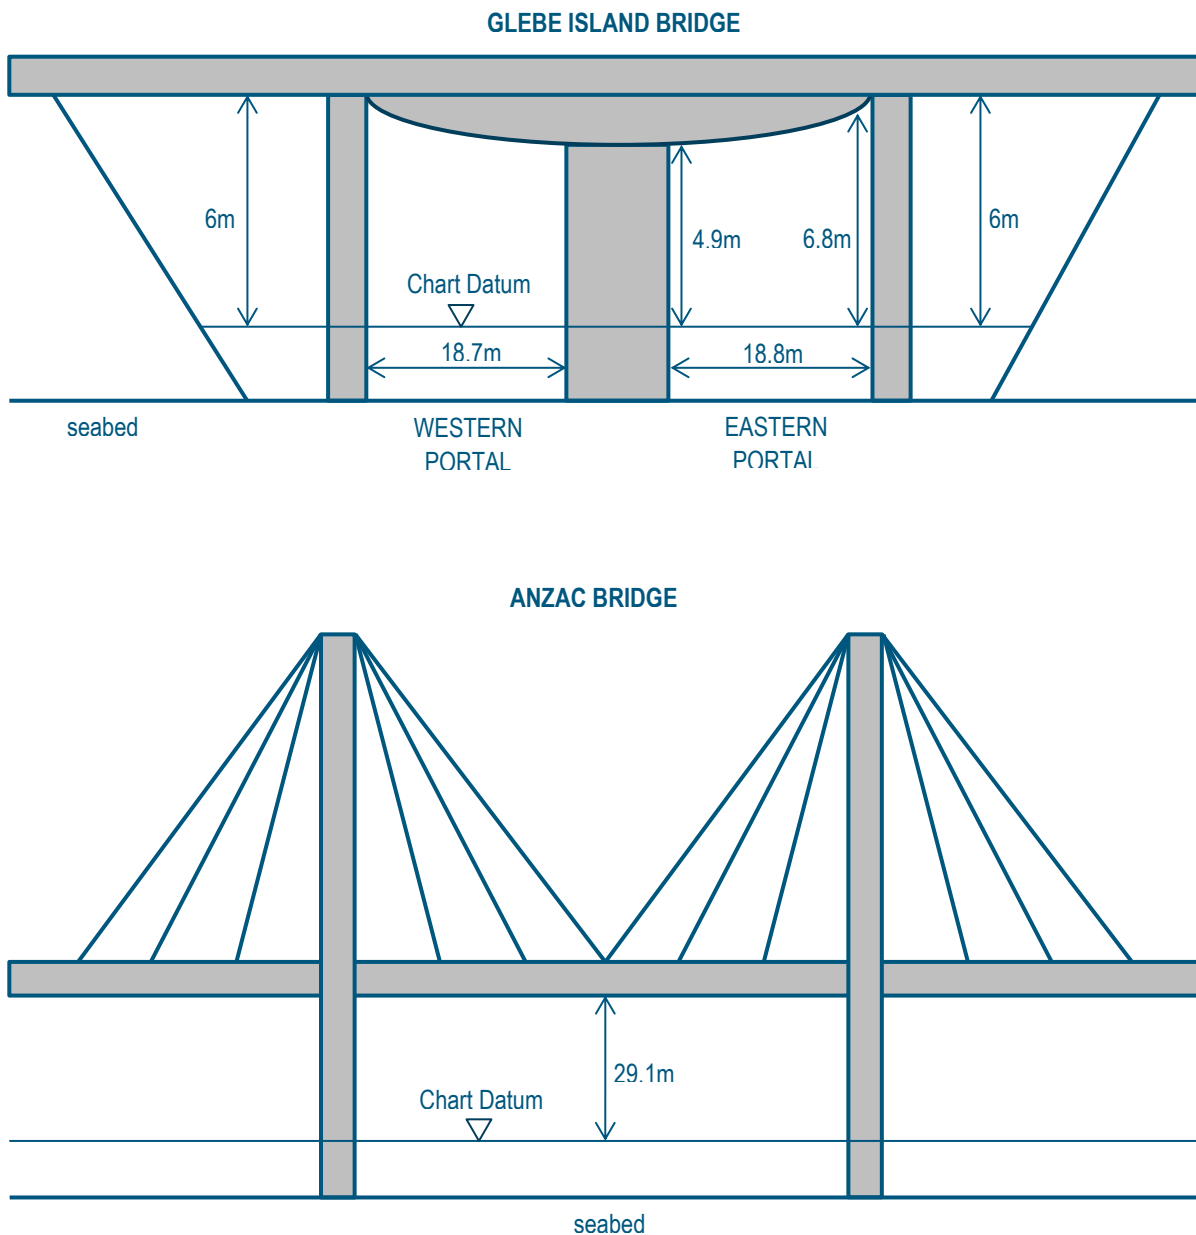 GLEBE ISLAND BRIDGE
6m
4.9m
6.8m
6m
Chart Datum
18.7m
18.8m
seabed
WESTERN
PORTAL
EASTERN
PORTAL
ANZAC BRIDGE
29.1m
Chart Datum
seabed